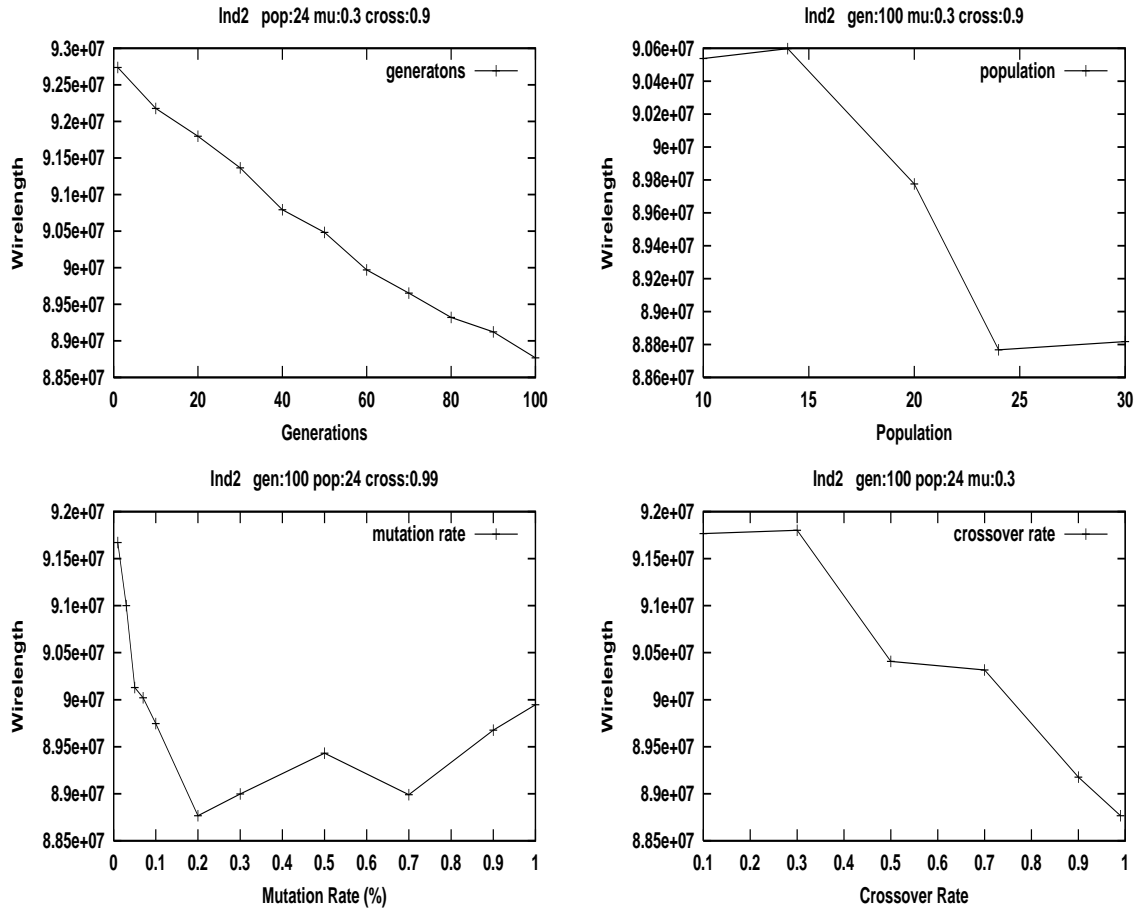 Ind2 pop:24 mu:0.3 cross:0.9
9.3e+07
9.25e+07
9.2e+07
9.15e+07
9.1e+07
9.05e+07
9e+07
8.95e+07
8.9e+07
8.85e+07
Wirelength
generatons
0 20 40 60 80 100
Generations
Ind2 gen:100 mu:0.3 cross:0.9
9.06e+07
9.04e+07
9.02e+07
9e+07
8.98e+07
8.96e+07
8.94e+07
8.92e+07
8.9e+07
8.88e+07
8.86e+07
Wirelength
population
10 15 20 25 30
Population
Ind2 gen:100 pop:24 cross:0.99
9.2e+07
9.15e+07
9.1e+07
9.05e+07
9e+07
8.95e+07
8.9e+07
8.85e+07
Wirelength
mutation rate
0 0.1 0.2 0.3 0.4 0.5 0.6 0.7 0.8 0.9 1
Mutation Rate (%)
Ind2 gen:100 pop:24 mu:0.3
9.2e+07
9.15e+07
9.1e+07
9.05e+07
9e+07
8.95e+07
8.9e+07
8.85e+07
Wirelength
crossover rate
0.1 0.2 0.3 0.4 0.5 0.6 0.7 0.8 0.9 1
Crossover Rate